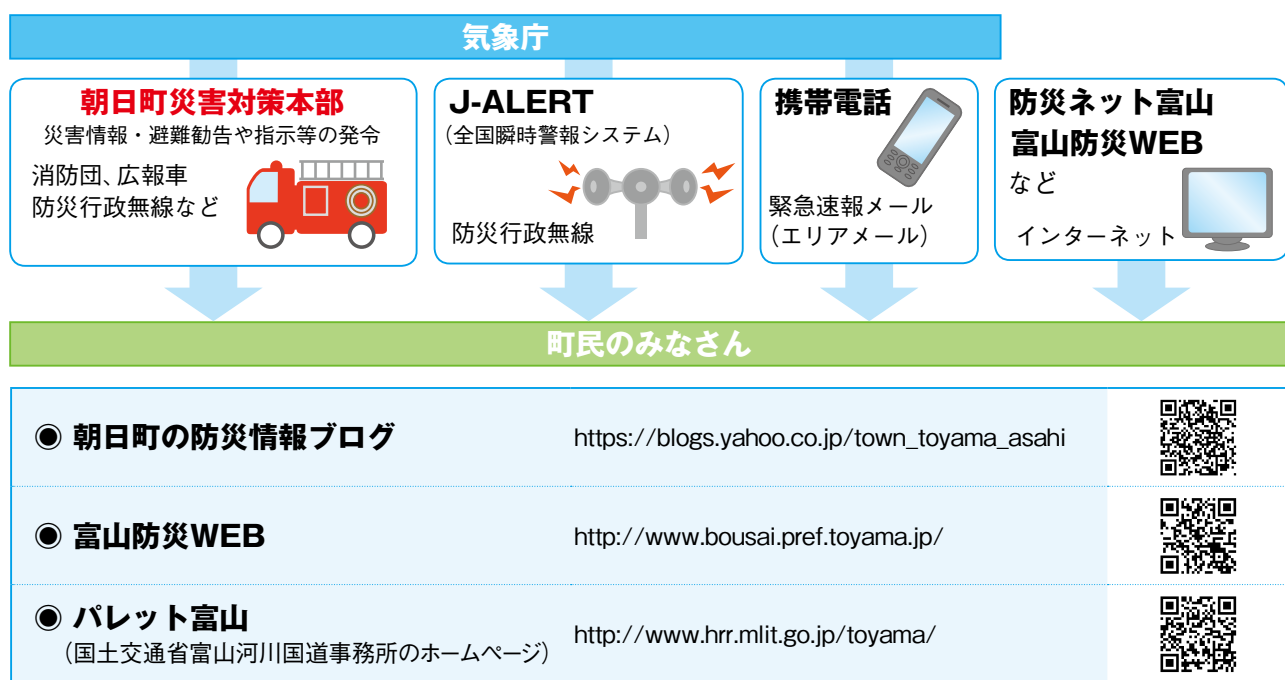 気象庁
朝日町災害対策本部
災害情報・避難勧告や指示等の発令
消防団、広報車
防災行政無線など
J-ALERT
（全国瞬時警報システム）
防災行政無線
携帯電話
緊急速報メール
（エリアメール）
防災ネット富山
富山防災WEB
など
インターネット
町民のみなさん
◉ 朝日町の防災情報ブログ https://blogs.yahoo.co.jp/town_toyama_asahi
◉ 富山防災WEB http://www.bousai.pref.toyama.jp/
◉ パレット富山
（国土交通省富山河川国道事務所のホームページ） http://www.hrr.mlit.go.jp/toyama/